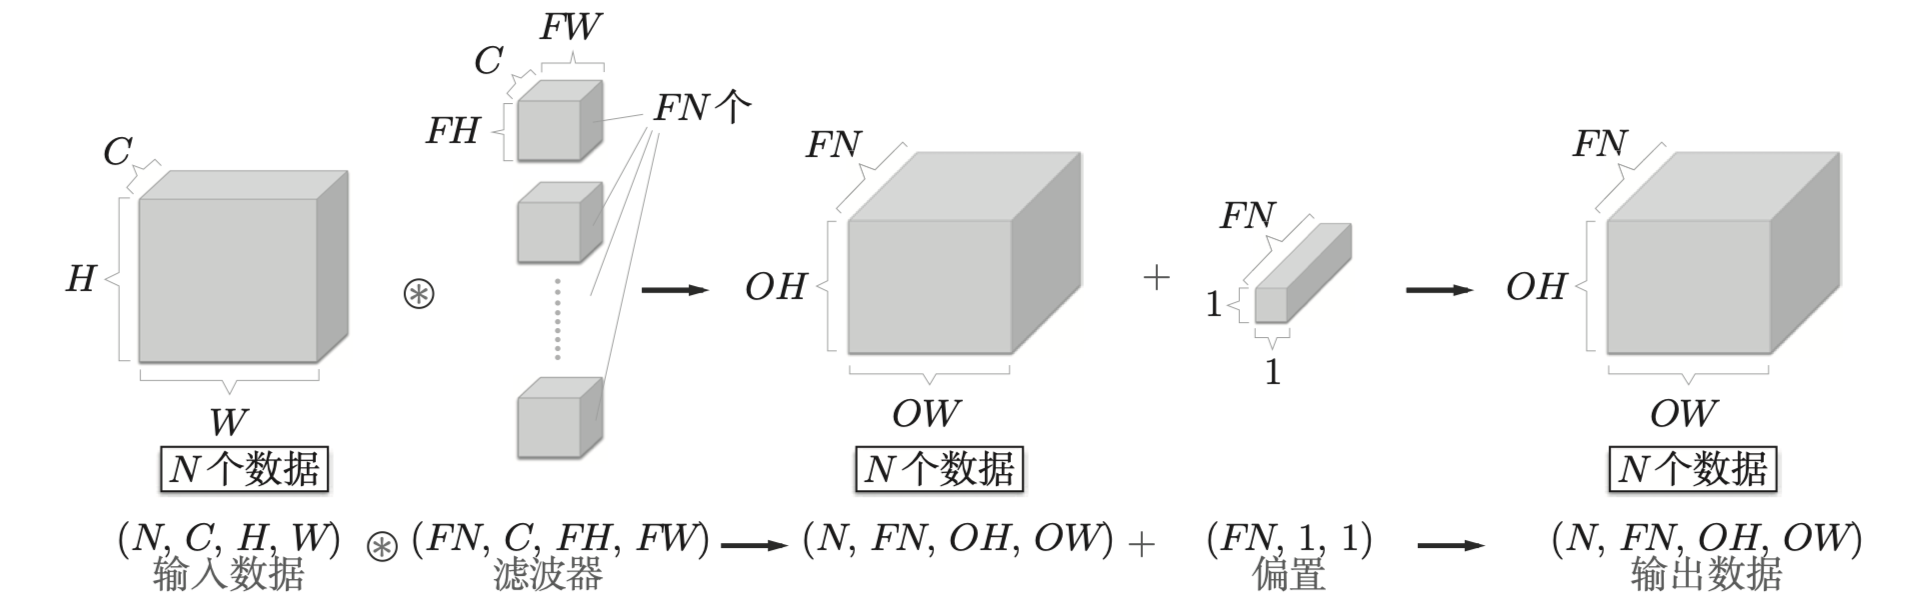 C
H
W
N个数据
⊛
C
FW
FH
FN个
FN
OH
OW
N个数据
+
FN
1
1
FN
OH
OW
N个数据
(N, C, H, W) ⊛ (FN, C, FH, FW) → (N, FN, OH, OW) + (FN, 1, 1) → (N, FN, OH, OW)
输入数据 滤波器 偏置 输出数据